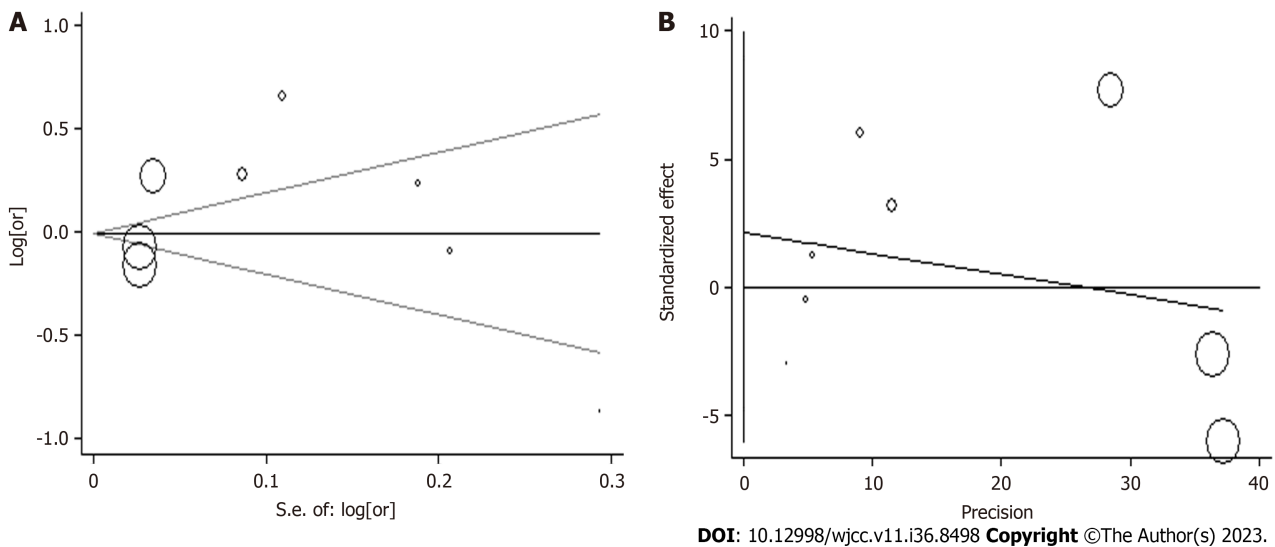 A
1.0
0.5
0.0
-0.5
-1.0
Log[or]
0
0.1
0.2
0.3
S.e. of: log[or]
B
10
5
0
-5
Standardized effect
0
10
20
30
40
Precision
DOI: 10.12998/wjcc.v11.i36.8498 Copyright ©The Author(s) 2023.